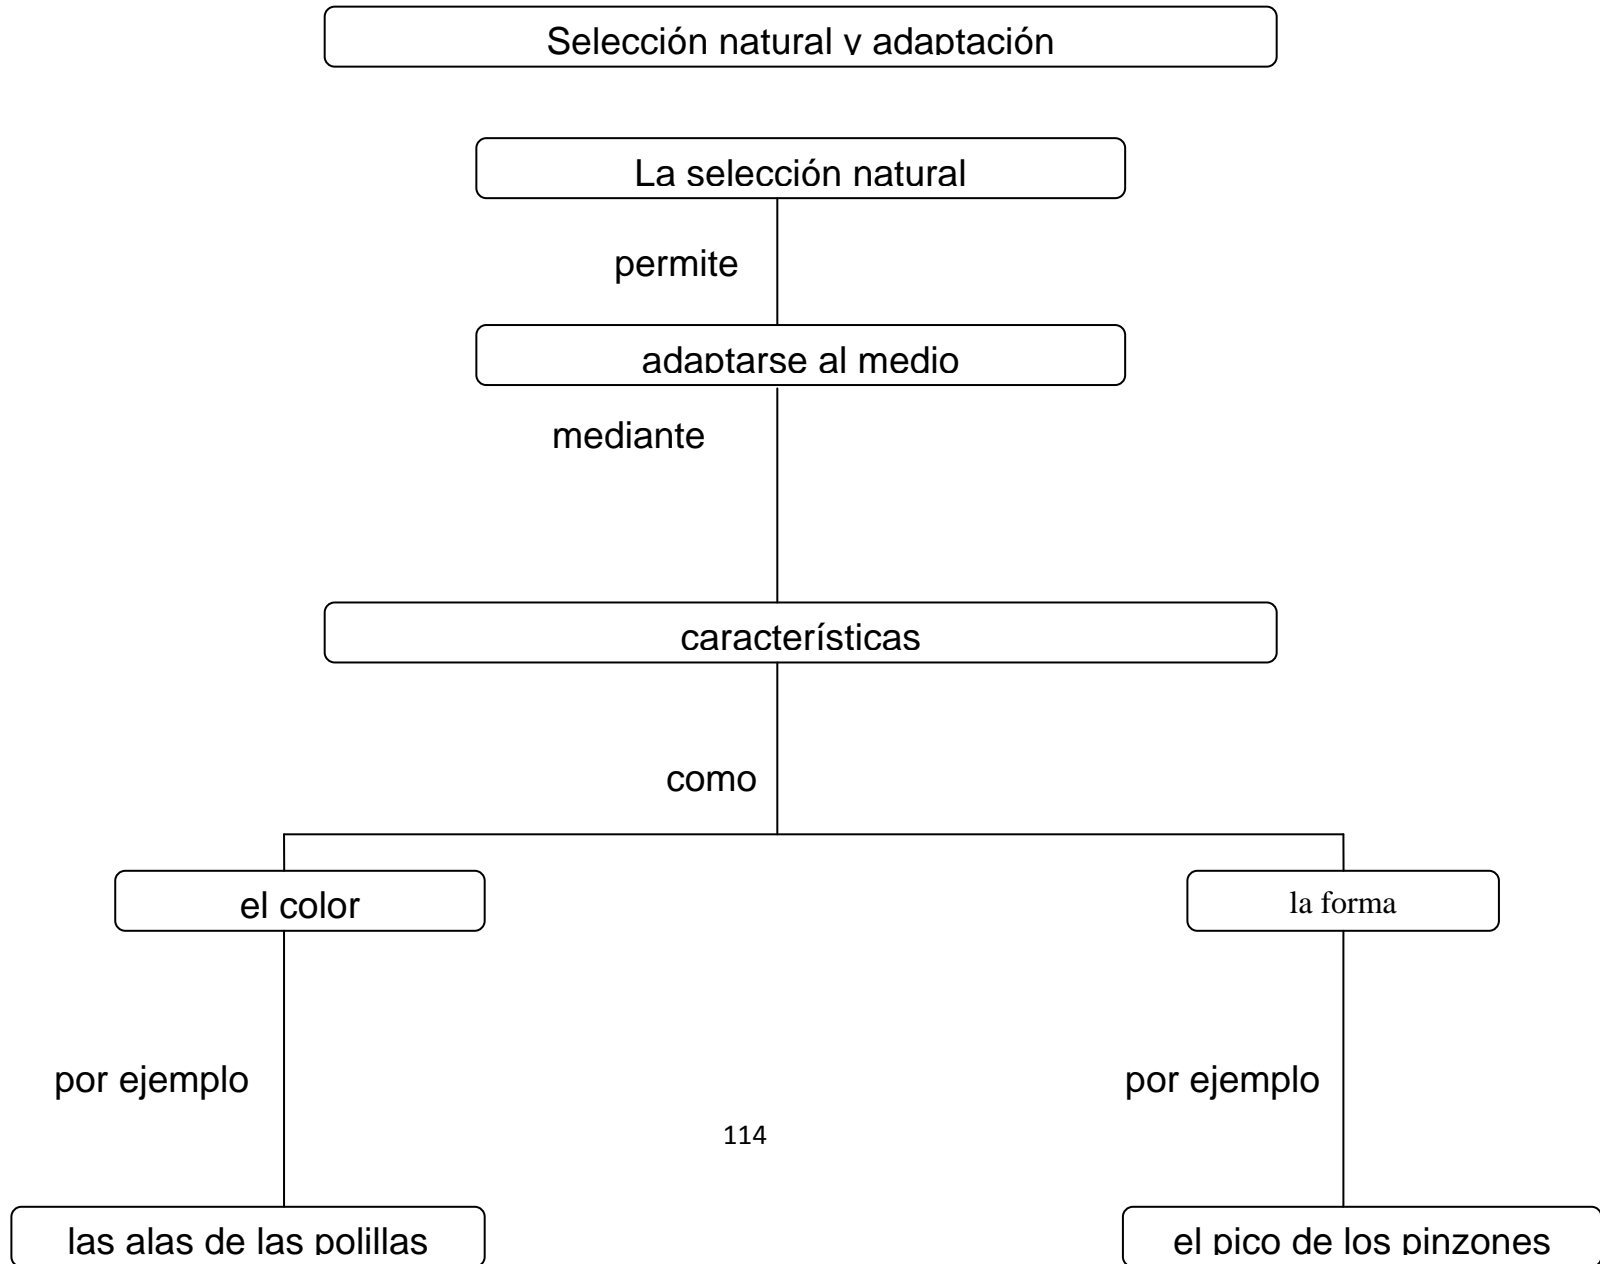 Selección natural y adaptación
La selección natural
permite
adaptarse al medio
mediante
características
como
el color
la forma
por ejemplo
por ejemplo
114
las alas de las polillas
el pico de los pinzones